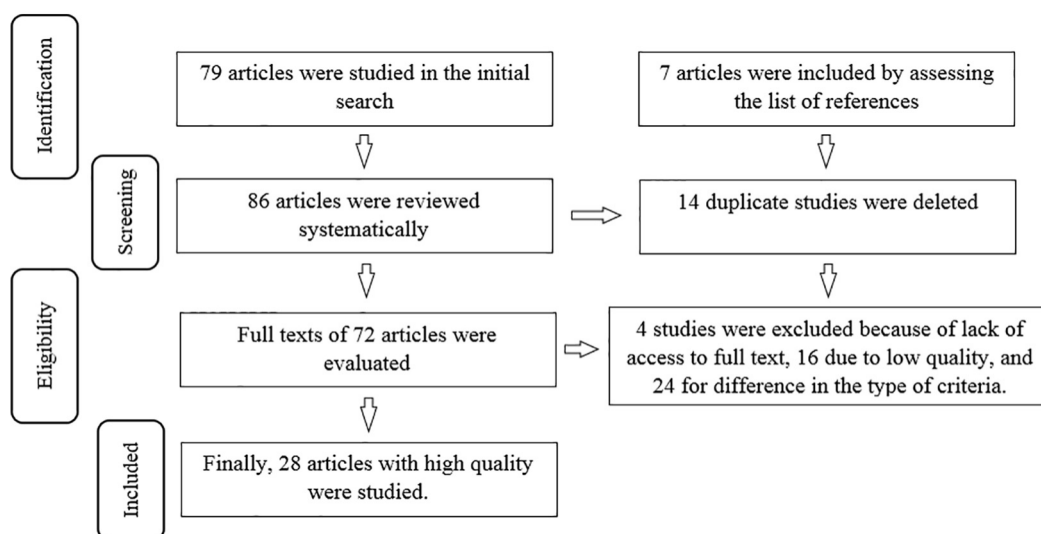 Identification
79 articles were studied in the initial
search
7 articles were included by assessing
the list of references
Screening
86 articles were reviewed
systematically
14 duplicate studies were deleted
Eligibility
Full texts of 72 articles were
evaluated
4 studies were excluded because of lack of
access to full text, 16 due to low quality, and
24 for difference in the type of criteria.
Included
Finally, 28 articles with high quality
were studied.